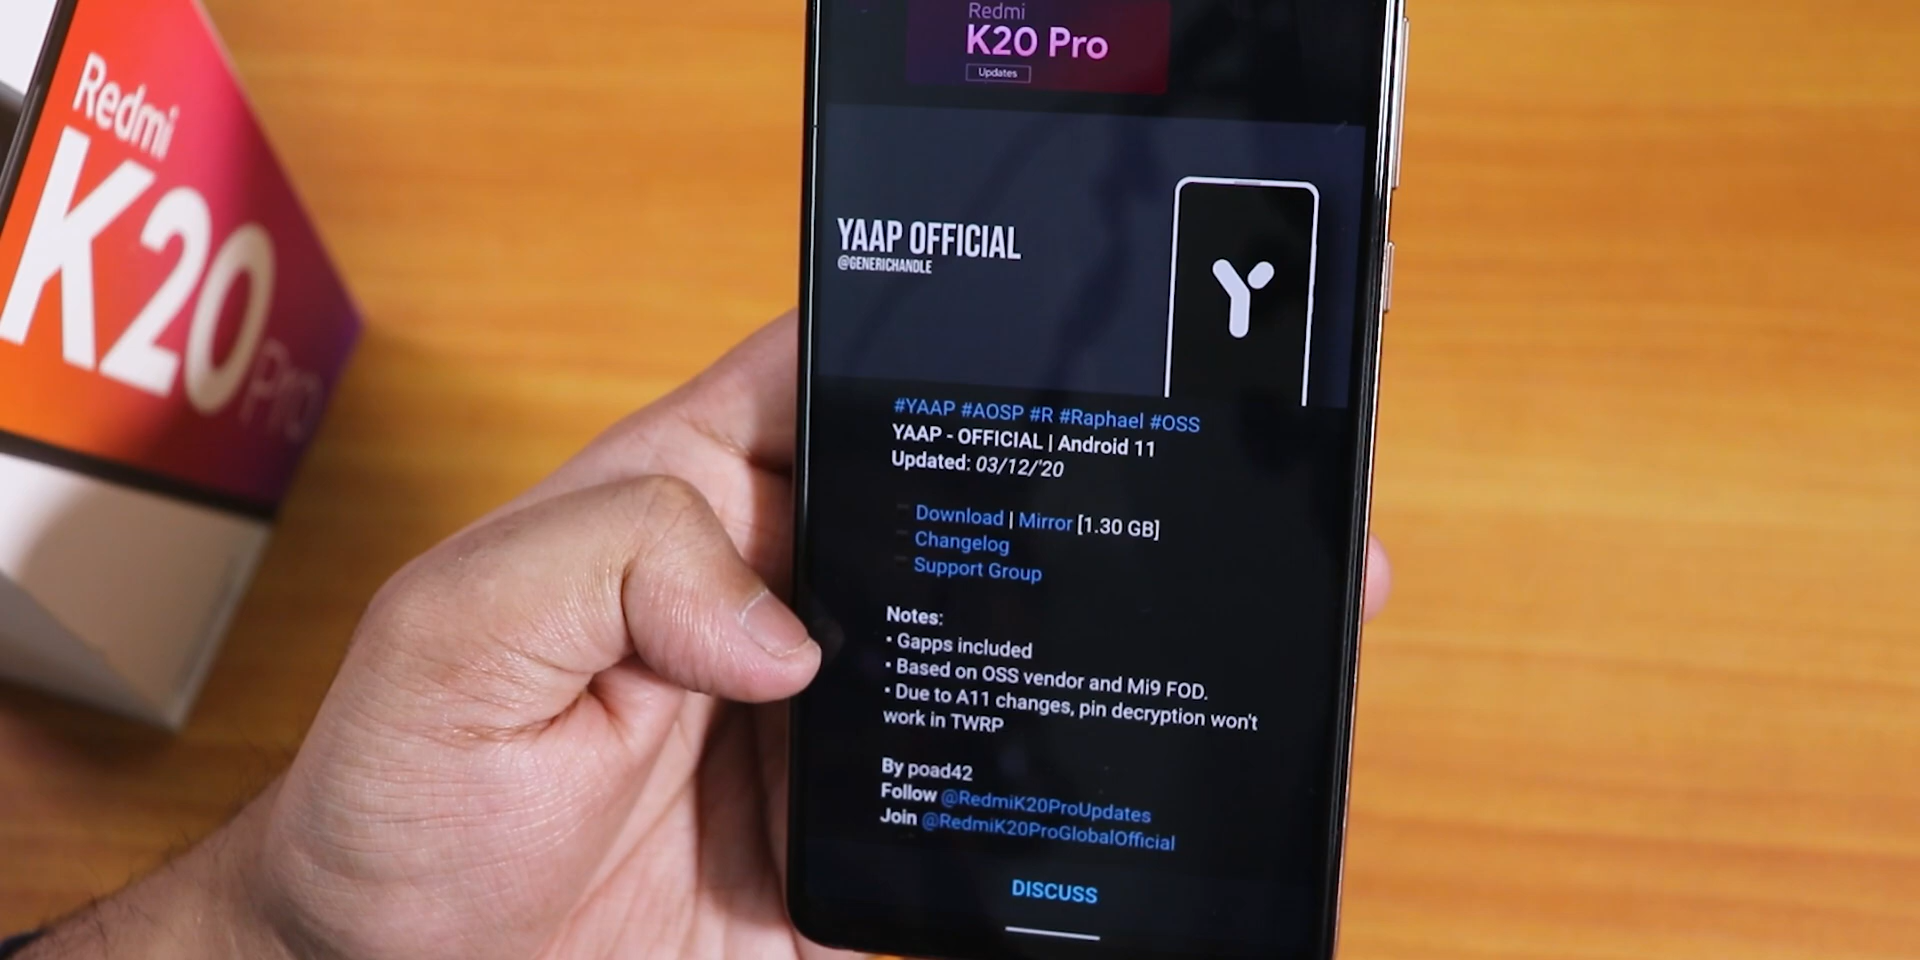 Redmi
K20 Pro
Redmi
K20 Pro
Updates
YAAP OFFICIAL
@GENERICHANDLE
#YAAP #AOSP #R #Raphael #OSS
YAAP - OFFICIAL | Android 11
Updated: 03/12/'20
Download | Mirror [1.30 GB]
Changelog
Support Group
Notes:
• Gapps included
• Based on OSS vendor and Mi9 FOD.
• Due to A11 changes, pin decryption won't
work in TWRP
By poad42
Follow @RedmiK20ProUpdates
Join @RedmiK20ProGlobalOfficial
DISCUSS